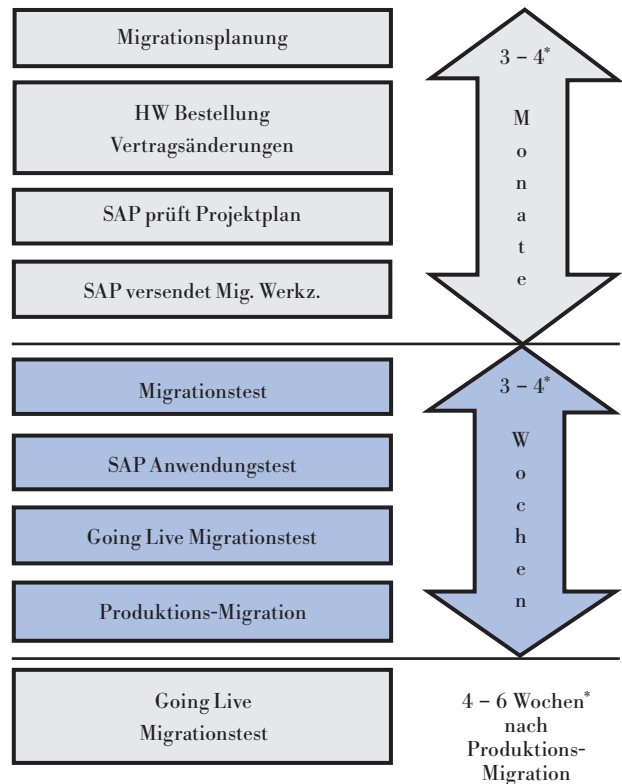 Migrationsplanung
HW Bestellung
Vertragsänderungen
SAP prüft Projektplan
SAP versendet Mig. Werkz.
3 – 4*
M
o
n
a
t
e
Migrationstest
SAP Anwendungstest
Going Live Migrationstest
Produktions-Migration
3 – 4*
W
o
c
h
e
n
Going Live
Migrationstest
4 – 6 Wochen*
nach
Produktions-
Migration